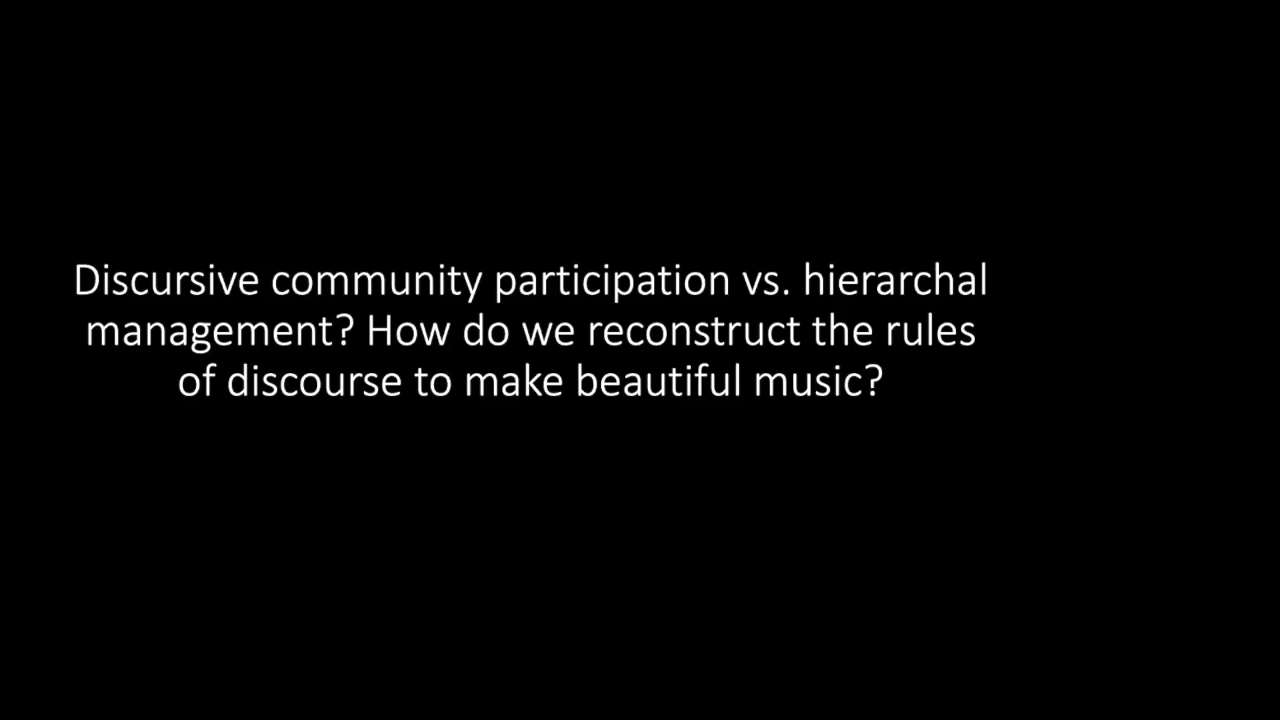 Discursive community participation vs. hierarchal
management? How do we reconstruct the rules
of discourse to make beautiful music?